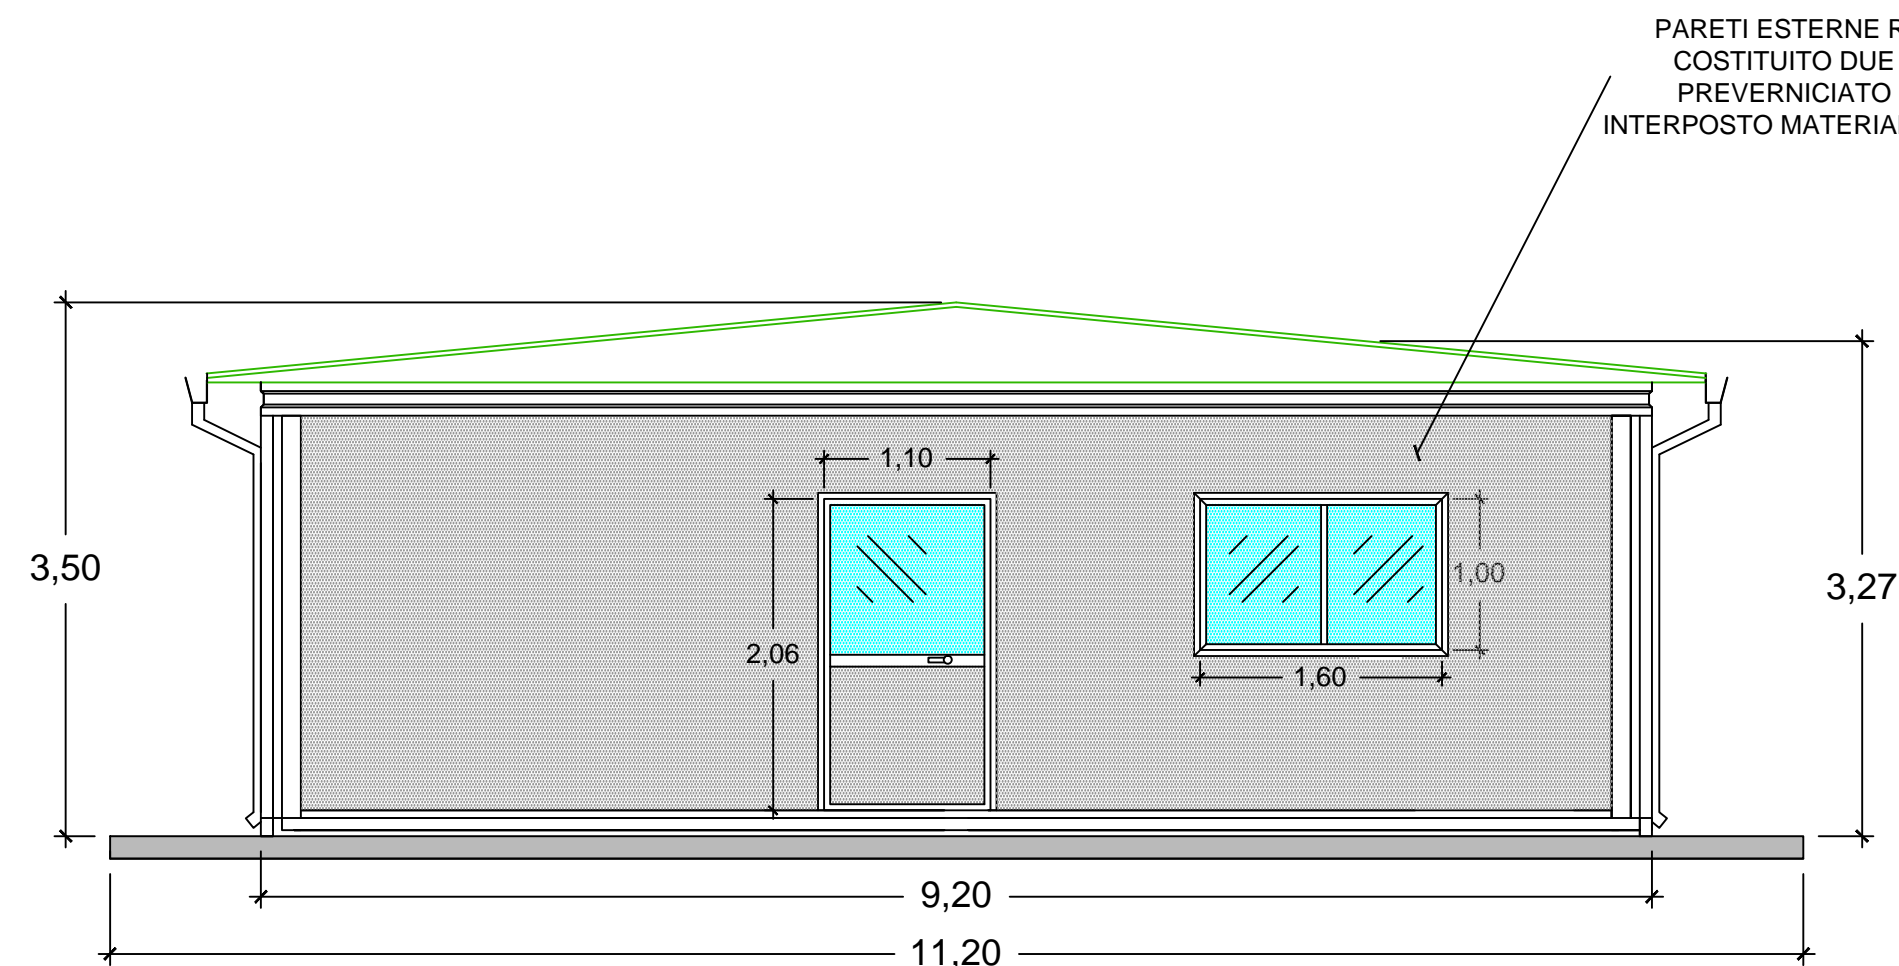 PARETI ESTERNE
COSTITUITO DUE
PREVERNICIATO
INTERPOSTO
1,10
3,50
1,00
3,27
2,06
1,60
9,20
11,20